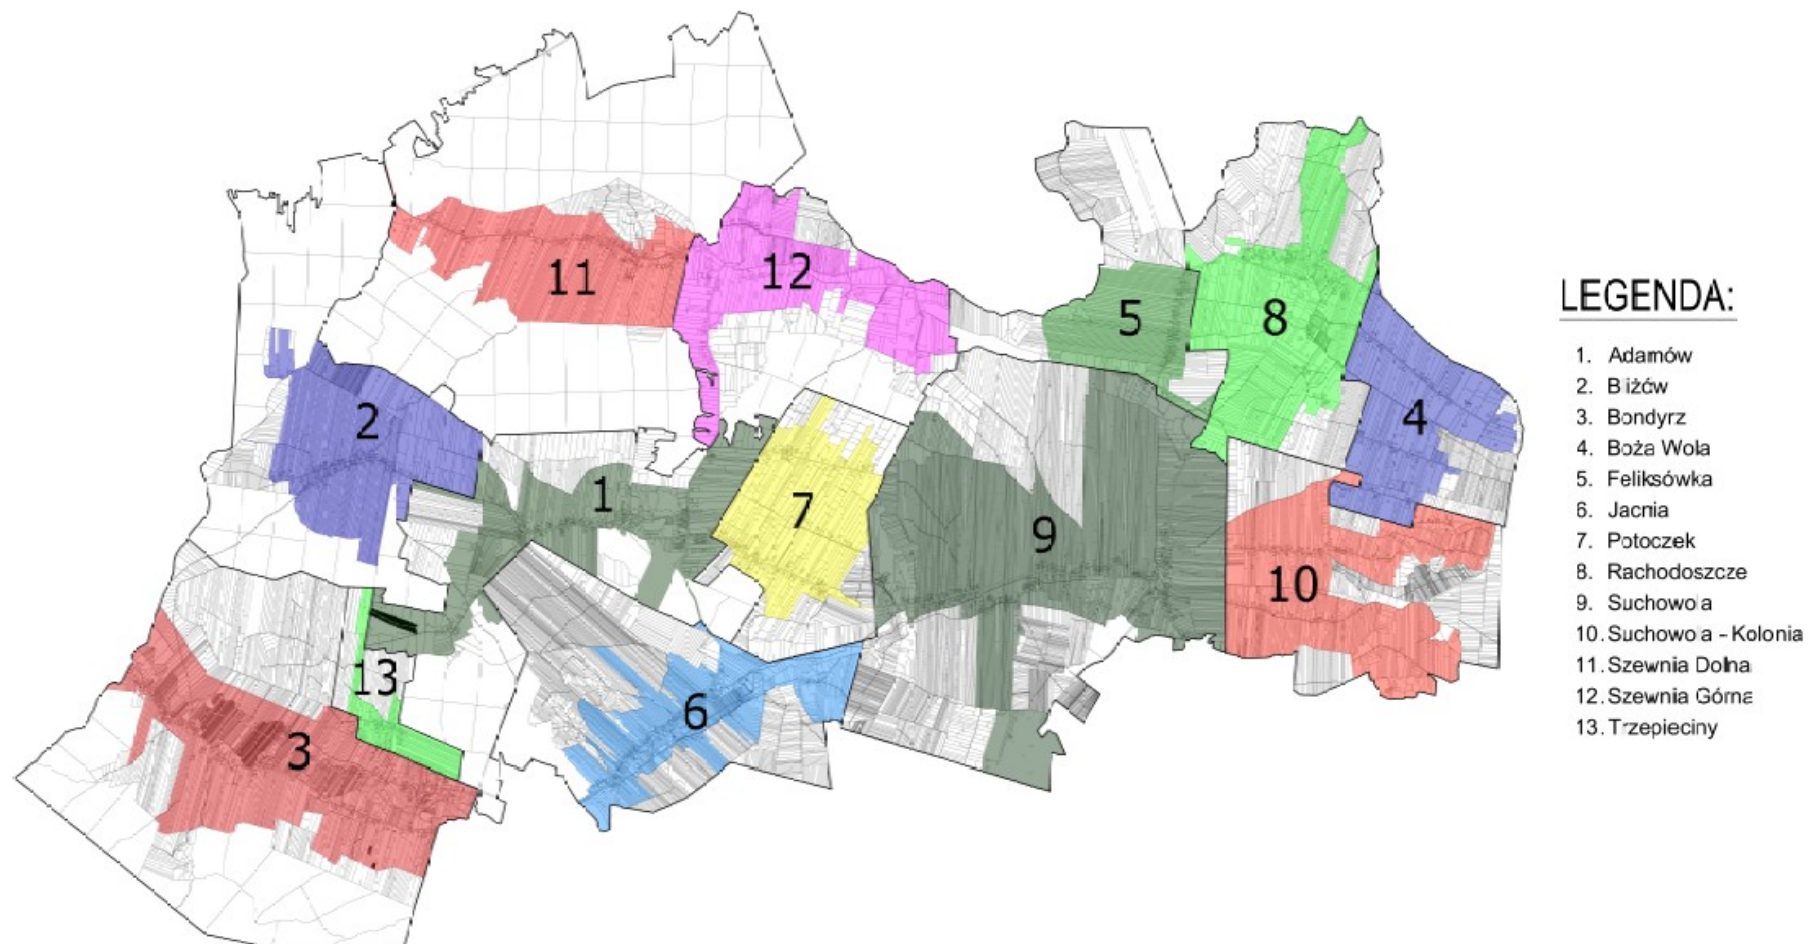 11
12
5
8
2
4
1
7
9
10
13
6
3
LEGENDA:
1. Adamów
2. Bliżów
3. Bondyrz
4. Boża Wola
5. Feliksówka
6. Jacnia
7. Potoczek
8. Rachodoszcze
9. Suchowola
10. Suchowola - Kolonia
11. Szewnia Dolna
12. Szewnia Górna
13. Trzepieciny